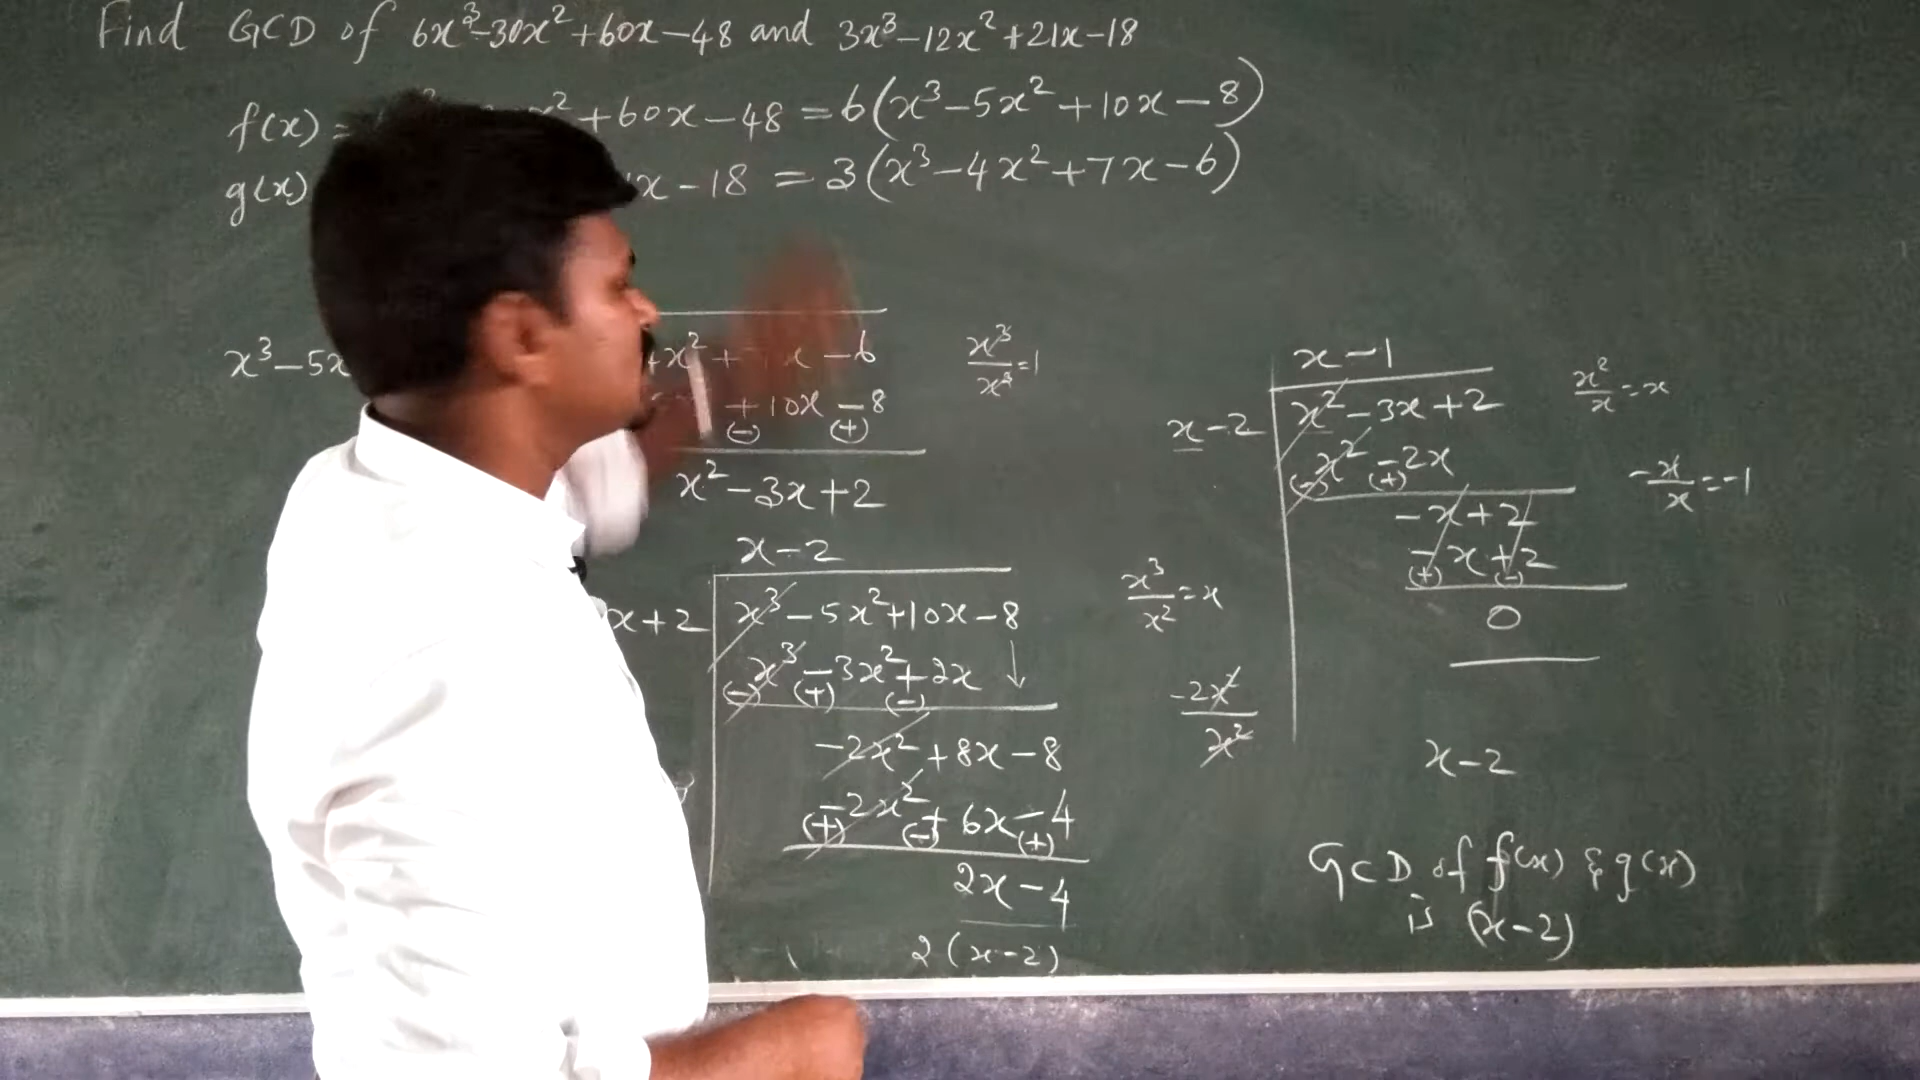 Find GCD of 6x³-30x²+60x-48 and 3x³-12x²+21x-18
f(x) = x²+60x-48 = 6(x³-5x²+10x-8)
g(x) x-18 = 3(x³-4x²+7x-6)
x³-5x x²+ x -6
+10x -8
(-) (+)
x²-3x+2
x³/x³=1
x-2
x+2 x³-5x²+10x-8
x³-3x²+2x
(-) (+) (-)
-2x²+8x-8
-2x²+6x-4
(+) (-) (+)
2x-4
2(x-2)
x³/x²=x
-2x²/x²
x-1
x-2 x²-3x+2
x²-2x
(-) (+)
-x+2
-x+2
(+) (-)
0
x²/x=x
-x/x=-1
x-2
GCD of f(x) & g(x)
is (x-2)